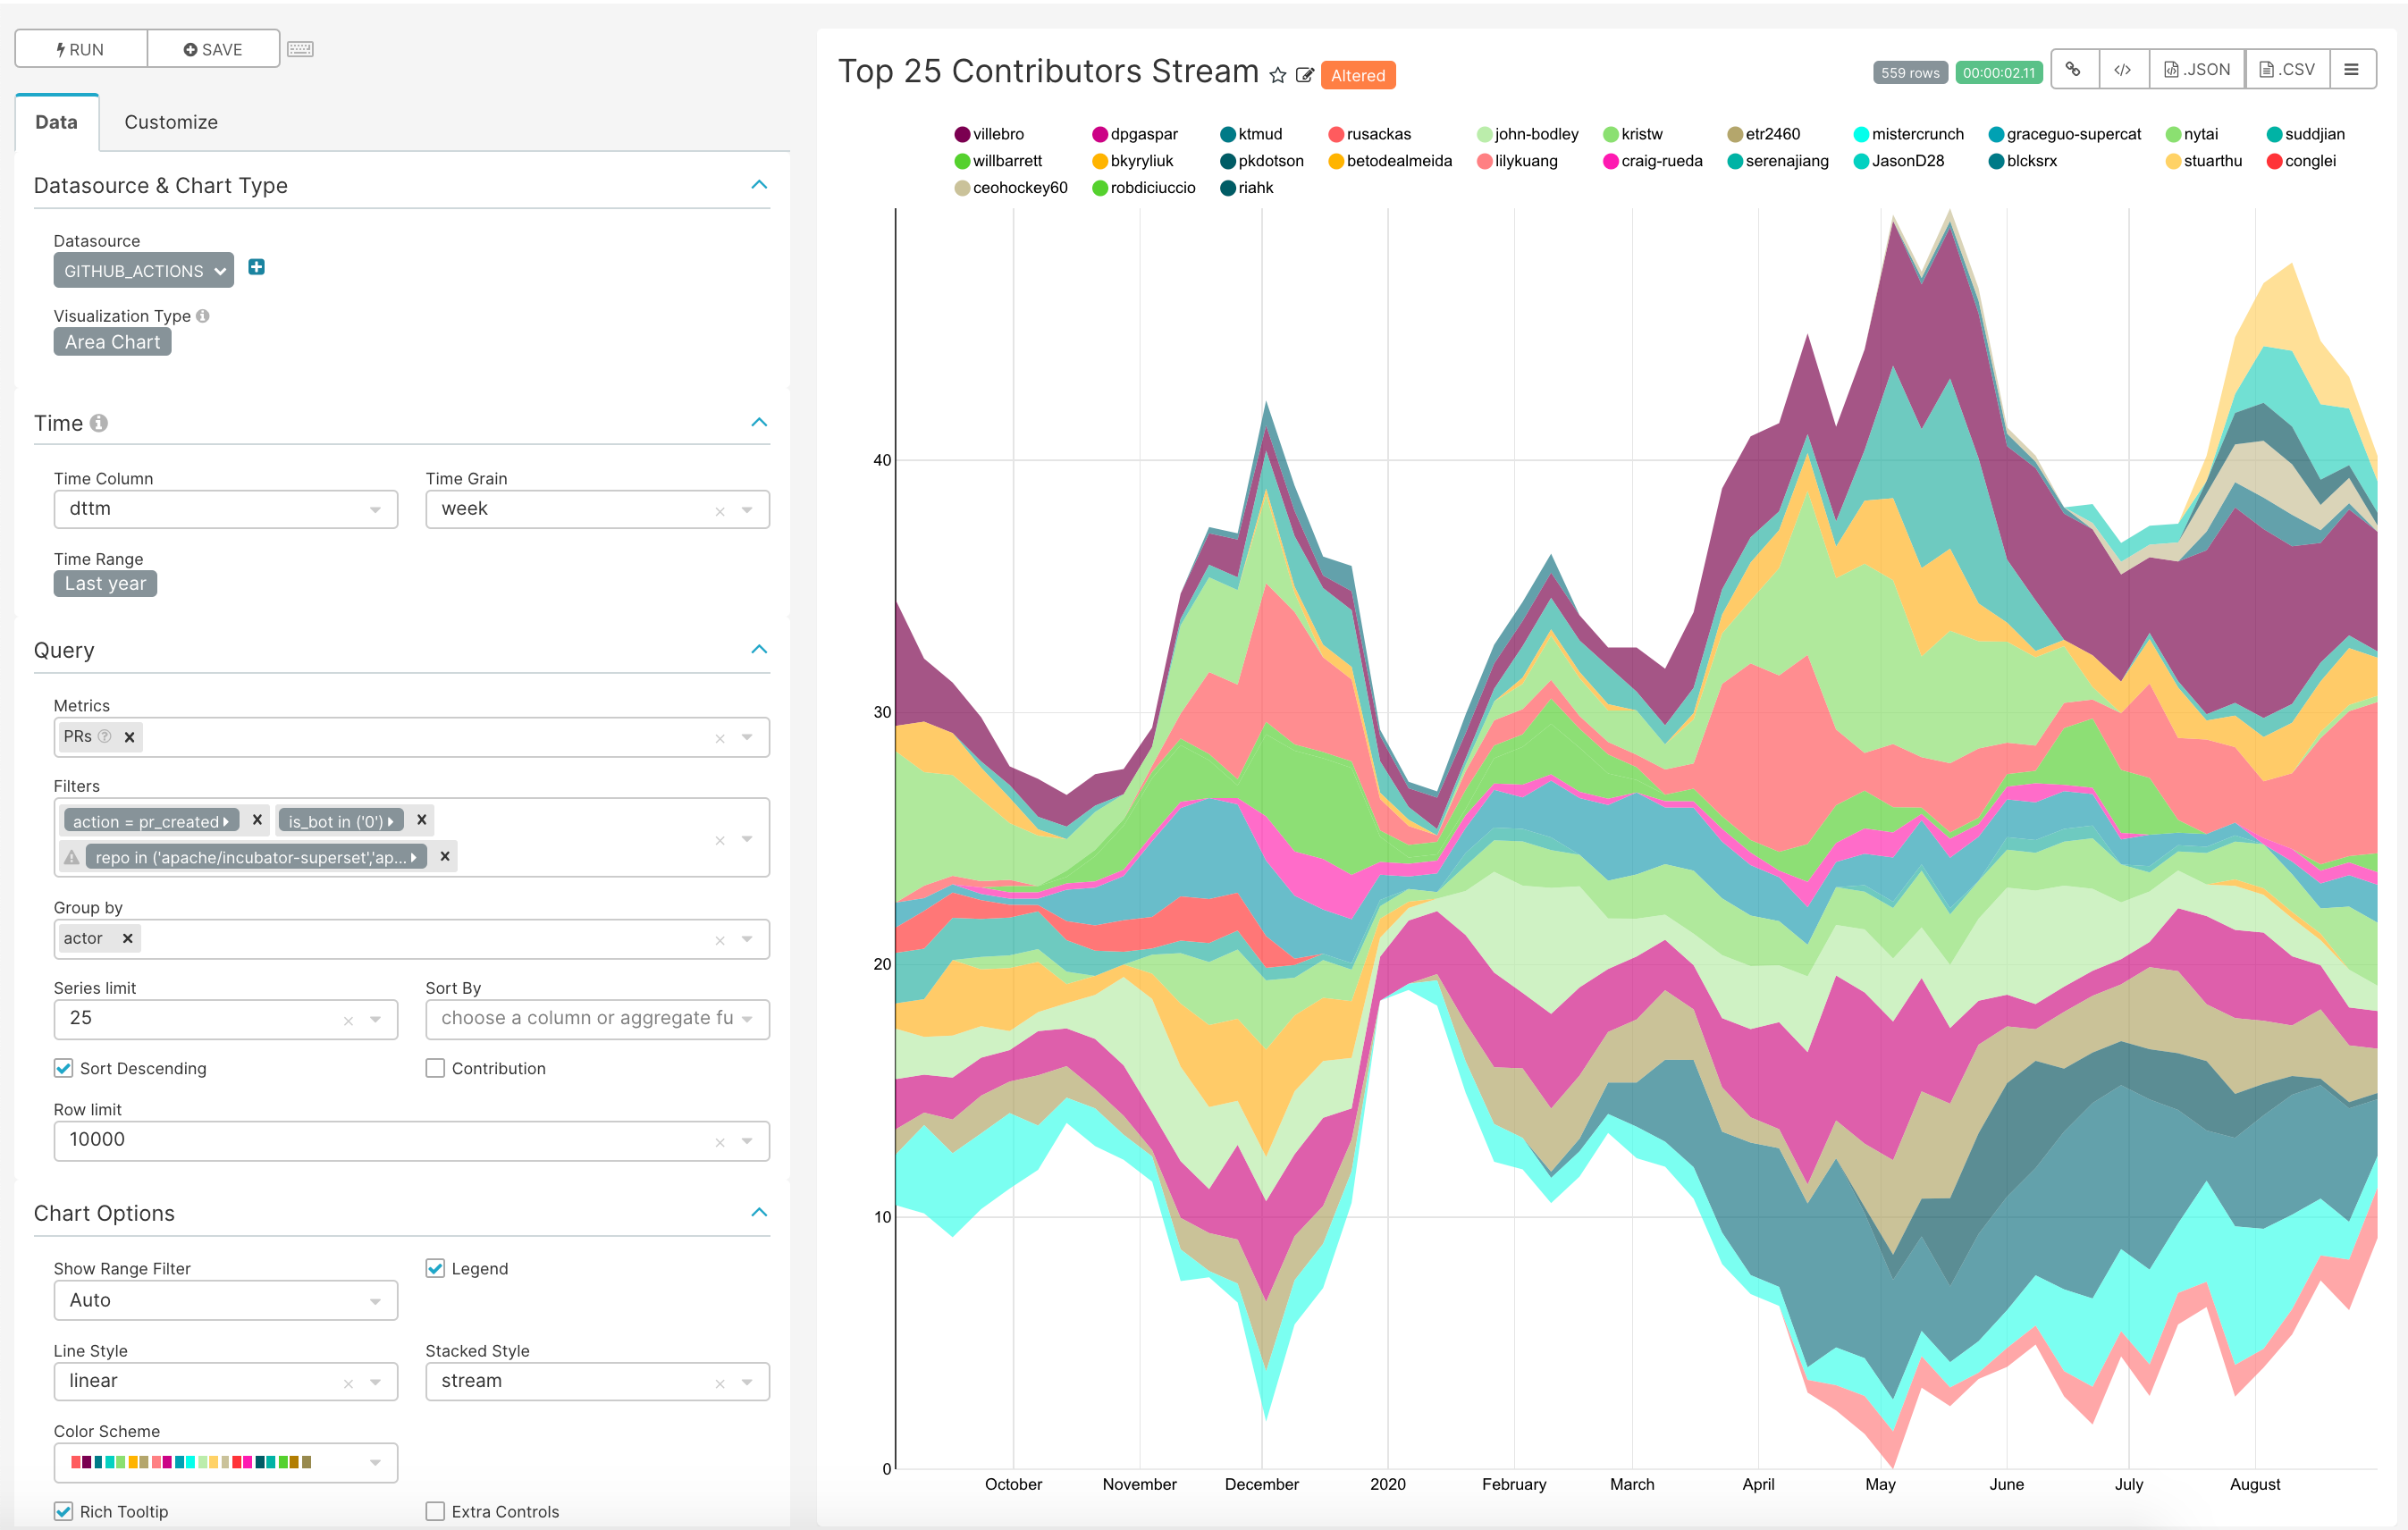 RUN SAVE
Data Customize
Datasource & Chart Type
Datasource
GITHUB_ACTIONS
Visualization Type
Area Chart
Time
Time Column Time Grain
dttm week
Time Range
Last year
Query
Metrics
PRs
Filters
action = pr_created is_bot in ('0')
repo in ('apache/incubator-superset','ap...
Group by
actor
Series limit Sort By
25 choose a column or aggregate fu
Sort Descending Contribution
Row limit
10000
Chart Options
Show Range Filter Legend
Auto
Line Style Stacked Style
linear stream
Color Scheme
Rich Tooltip Extra Controls
Top 25 Contributors Stream Altered 559 rows 00:00:02.11 .JSON .CSV
villebro dpgaspar ktmud rusackas john-bodley kristw etr2460 mistercrunch graceguo-supercat nytai suddjian
willbarrett bkyryliuk pkdotson betodealmeida lilykuang craig-rueda serenajiang JasonD28 blcksrx stuarthu conglei
ceohockey60 robdiciuccio riahk
40
30
20
10
0
October November December 2020 February March April May June July August